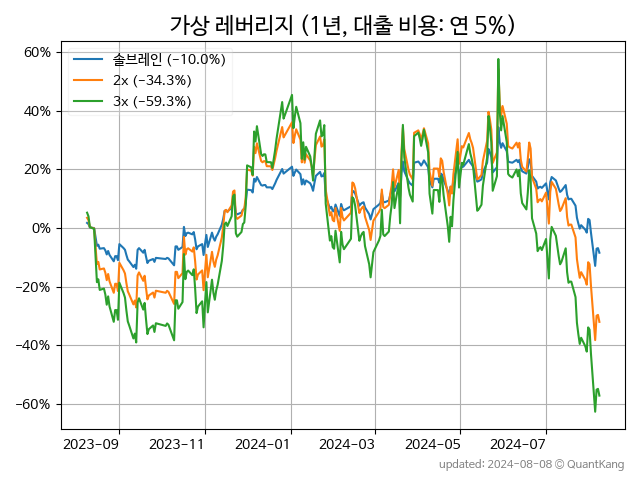 가상 레버리지 (1년, 대출 비용: 연 5%)
솔브레인 (−10.0%)
2x (−34.3%)
3x (−59.3%)
60%
40%
20%
0%
−20%
−40%
−60%
2023-09
2023-11
2024-01
2024-03
2024-05
2024-07
updated: 2024-08-08 © QuantKang